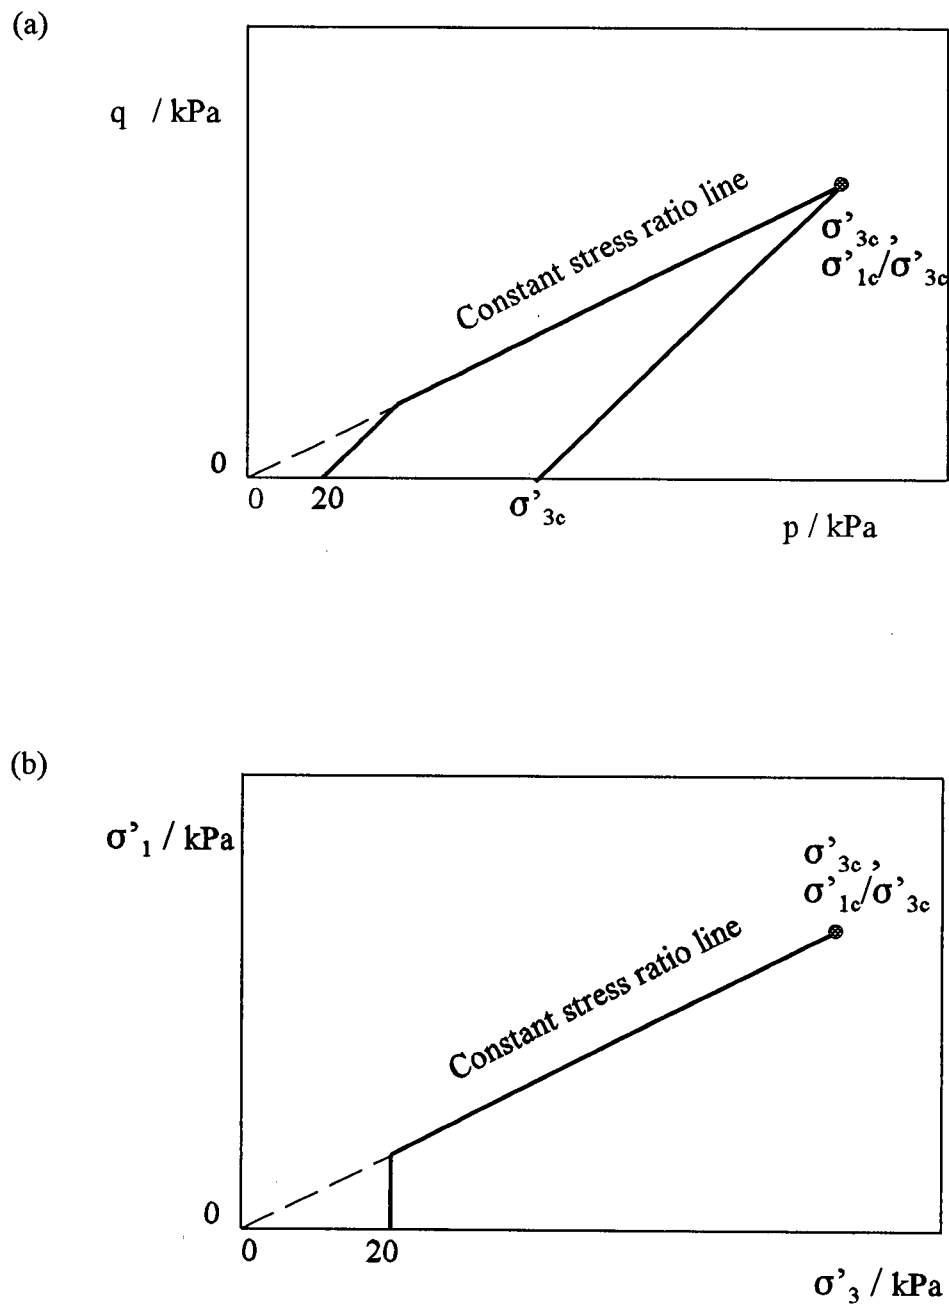 (a)
q / kPa
Constant stress ratio line
σ’3c ,
σ’1c/σ’3c
0
0
20
σ’3c
p / kPa
(b)
σ’1 / kPa
σ’3c ,
σ’1c/σ’3c
Constant stress ratio line
0
0
20
σ’3 / kPa